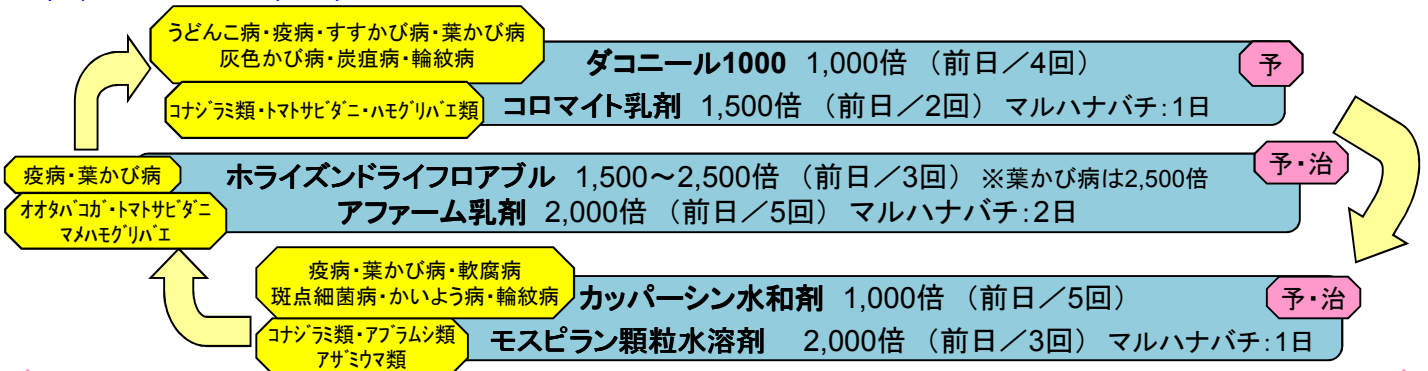 うどんこ病・疫病・すすかび病・葉かび病
灰色かび病・炭疽病・輪紋病
ダコニール1000 1,000倍（前日／4回）
予
コナジラミ類・トマトサビダニ・ハモグリバエ類
コロマイト乳剤 1,500倍（前日／2回）マルハナバチ：1日
疫病・葉かび病
ホライズンドライフロアブル 1,500～2,500倍（前日／3回）※葉かび病は2,500倍
予・治
オオタバコガ・トマトサビダニ
マメハモグリバエ
アファーム乳剤 2,000倍（前日／5回）マルハナバチ：2日
疫病・葉かび病・軟腐病
斑点細菌病・かいよう病・輪紋病
カッパーシン水和剤 1,000倍（前日／5回）
予・治
コナジラミ類・アブラムシ類
アザミウマ類
モスピラン顆粒水溶剤 2,000倍（前日／3回）マルハナバチ：1日